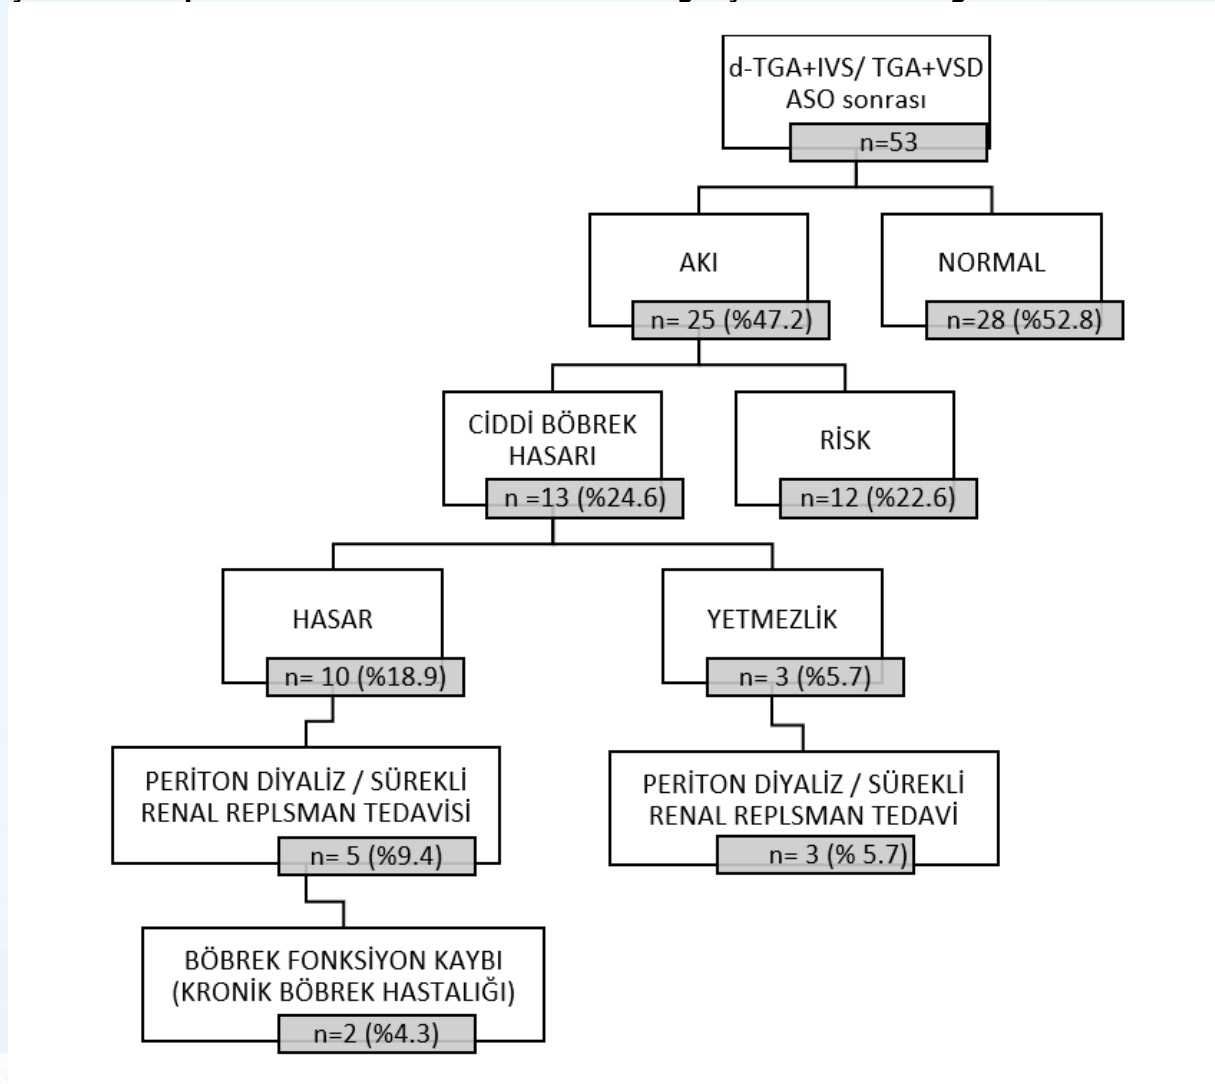 d-TGA+IVS/ TGA+VSD
ASO sonrası
n=53
AKI
n= 25 (%47.2)
NORMAL
n=28 (%52.8)
CİDDİ BÖBREK
HASARI
n =13 (%24.6)
RİSK
n=12 (%22.6)
HASAR
n= 10 (%18.9)
YETMEZLİK
n= 3 (%5.7)
PERİTON DİYALİZ / SÜREKLİ
RENAL REPLSMAN TEDAVİSİ
n= 5 (%9.4)
PERİTON DİYALİZ / SÜREKLİ
RENAL REPLSMAN TEDAVİ
n= 3 (% 5.7)
BÖBREK FONKSİYON KAYBI
(KRONİK BÖBREK HASTALIĞI)
n=2 (%4.3)